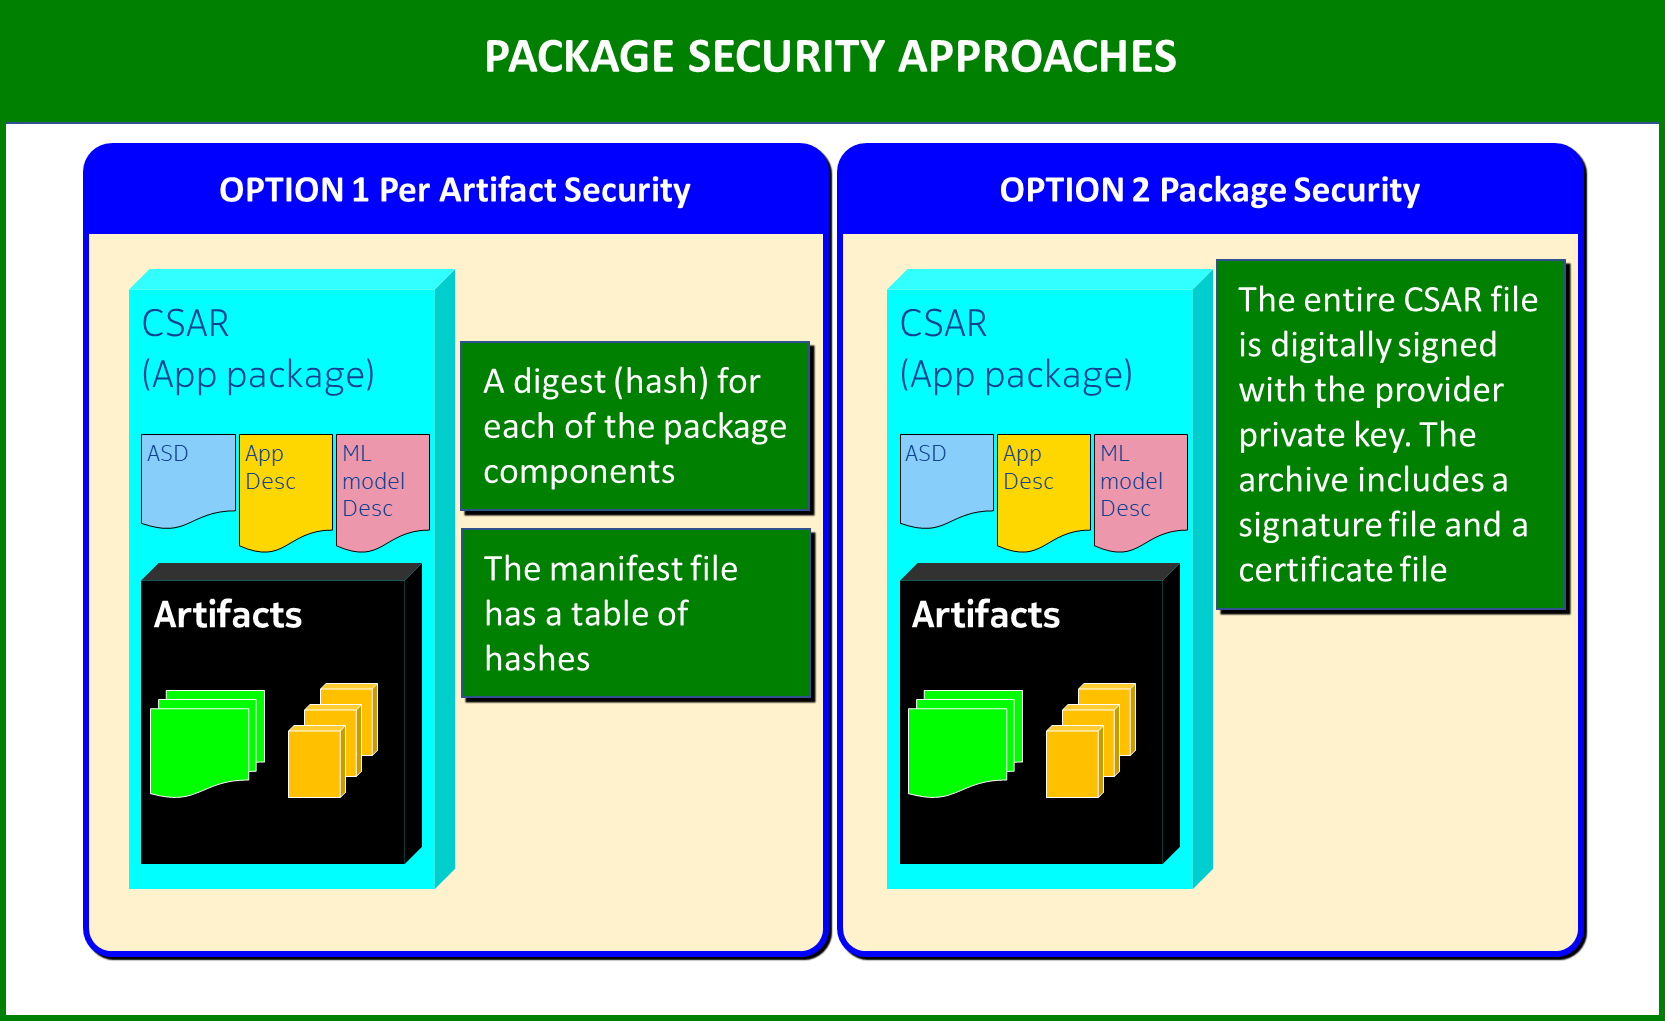 PACKAGE SECURITY APPROACHES
OPTION 1 Per Artifact Security
CSAR
(App package)
ASD
App
Desc
ML
model
Desc
Artifacts
A digest (hash) for
each of the package
components
The manifest file
has a table of
hashes
OPTION 2 Package Security
CSAR
(App package)
ASD
App
Desc
ML
model
Desc
Artifacts
The entire CSAR file
is digitally signed
with the provider
private key. The
archive includes a
signature file and a
certificate file